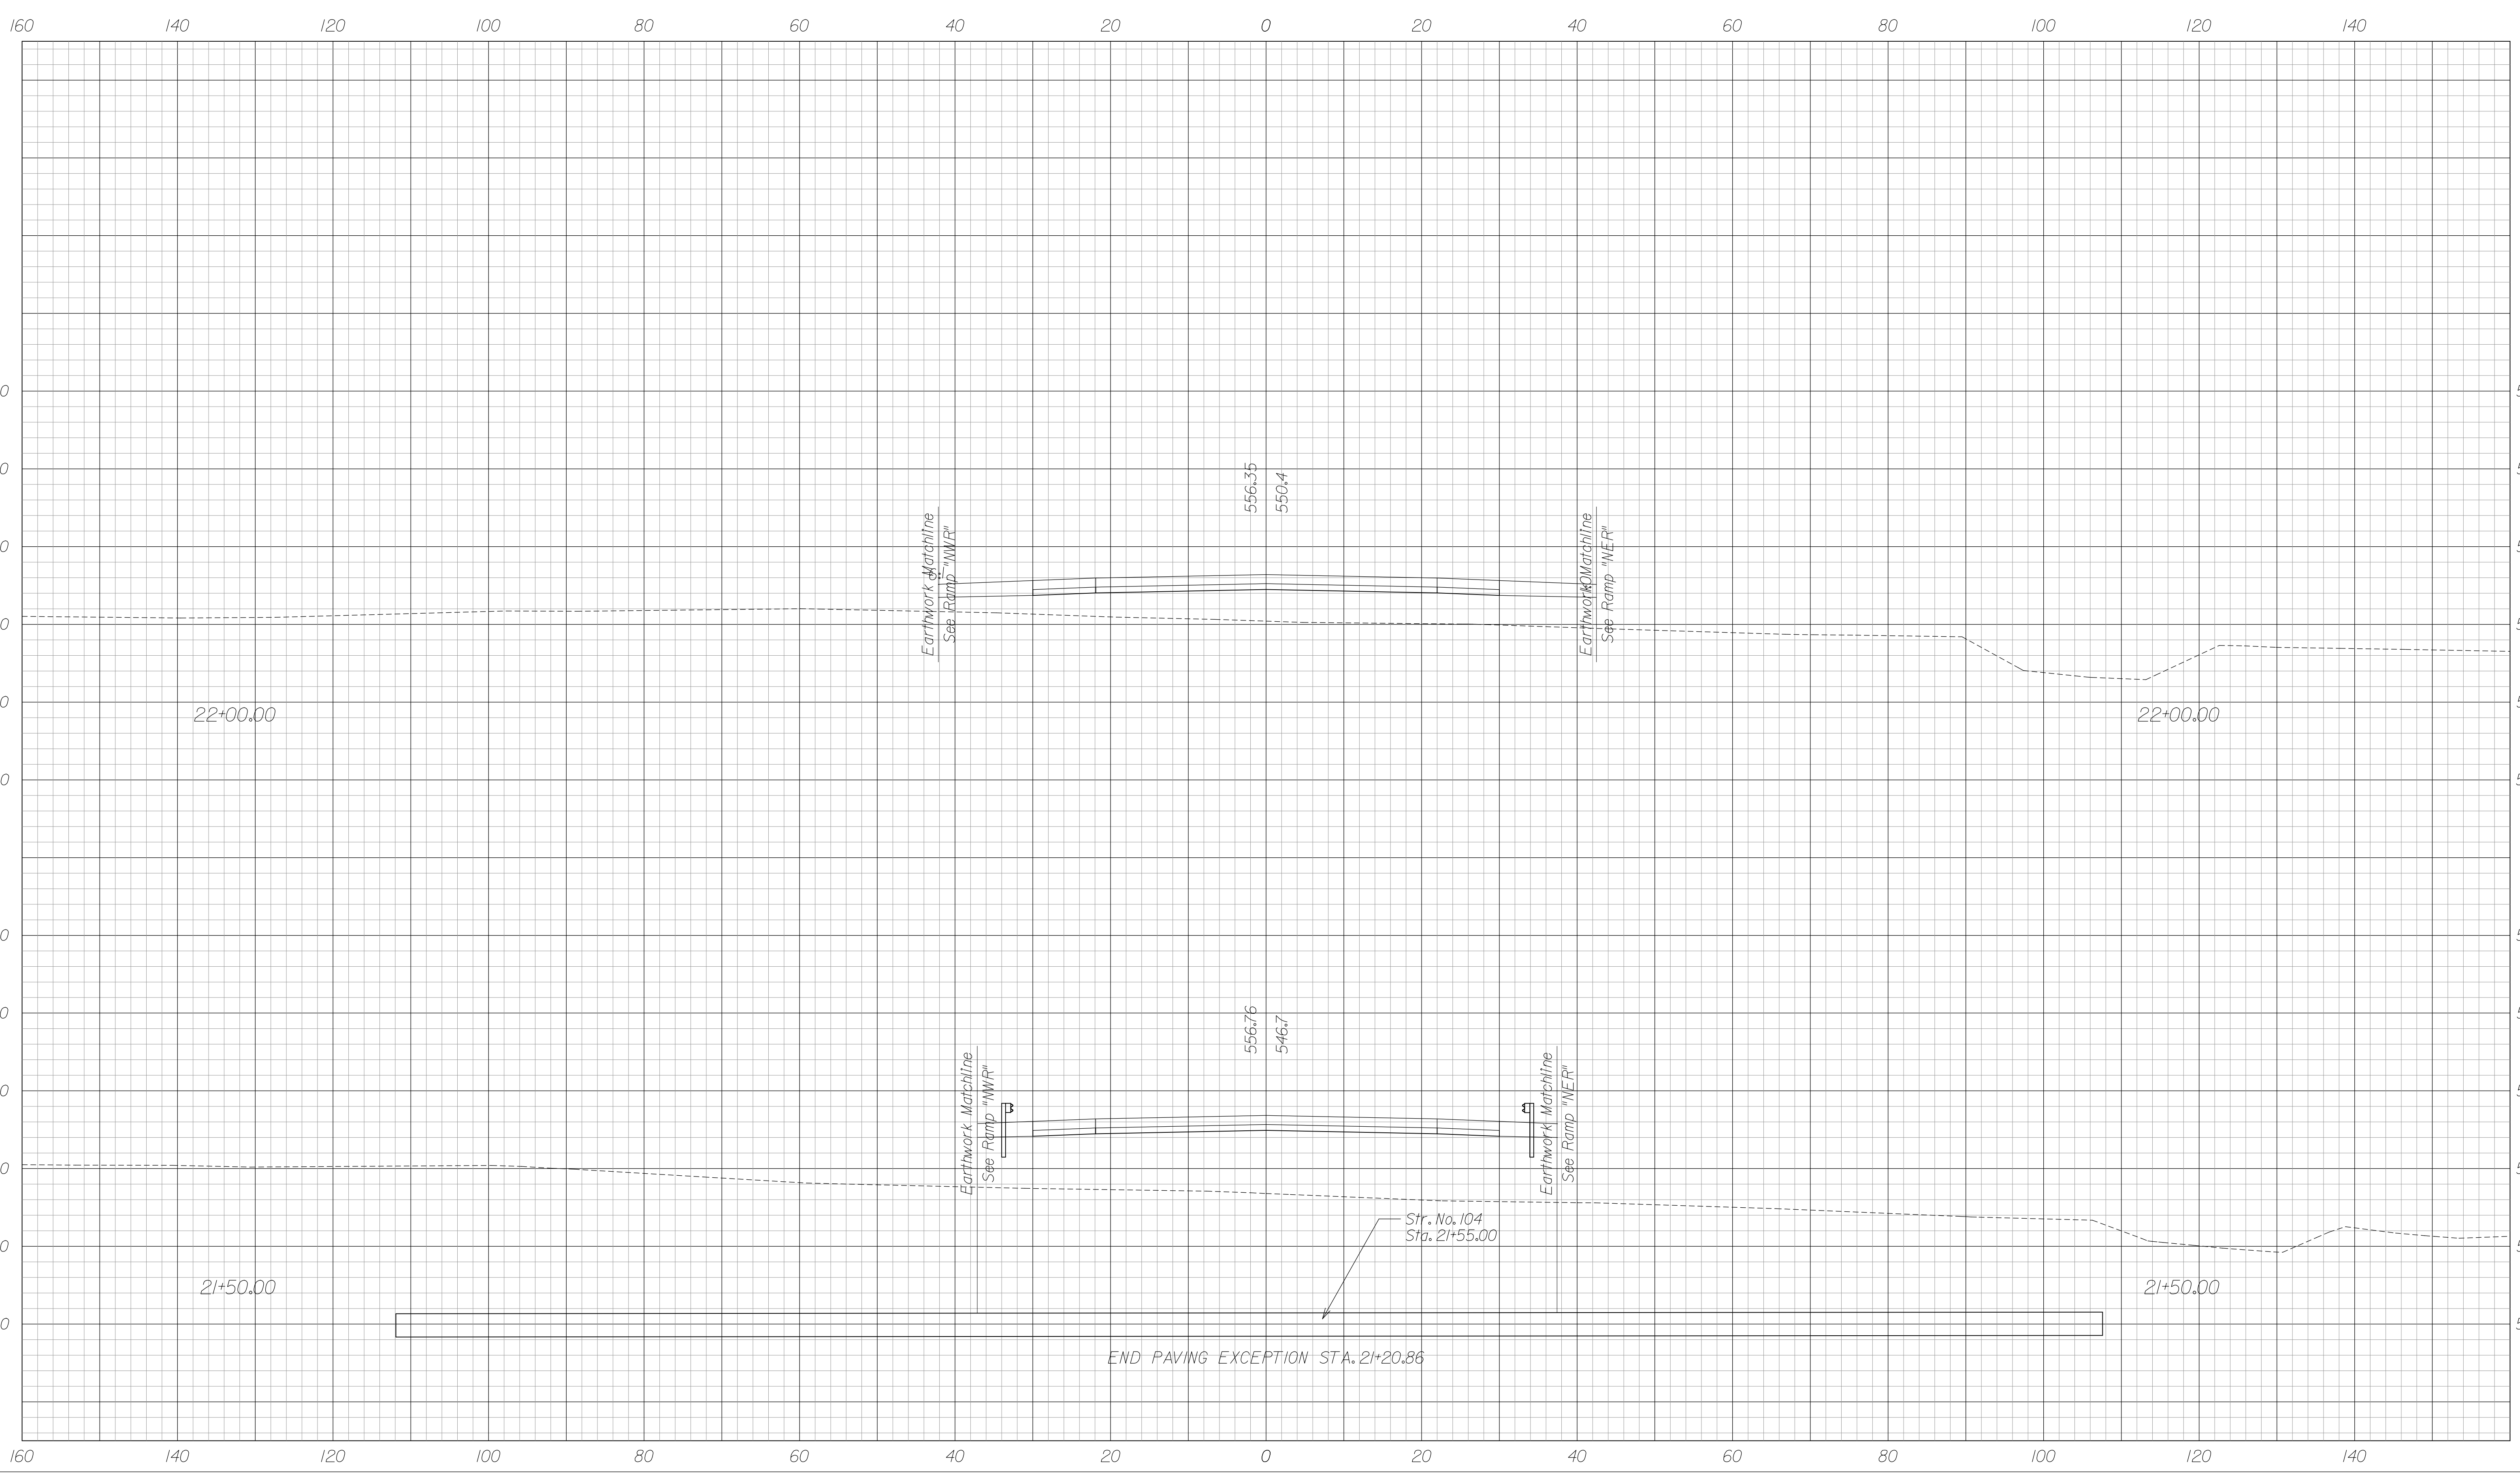 160 140 120 100 80 60 40 20 0 20 40 60 80 100 120 140
556.35
550.4
Earthwork Matchline
See Ramp "NWR"
Earthwork Matchline
See Ramp "NER"
22+00.00
22+00.00
556.76
546.7
Earthwork Matchline
See Ramp "NWR"
Earthwork Matchline
See Ramp "NER"
Str. No. 104
Sta. 21+55.00
21+50.00
21+50.00
END PAVING EXCEPTION STA. 21+20.86
160 140 120 100 80 60 40 20 0 20 40 60 80 100 120 140